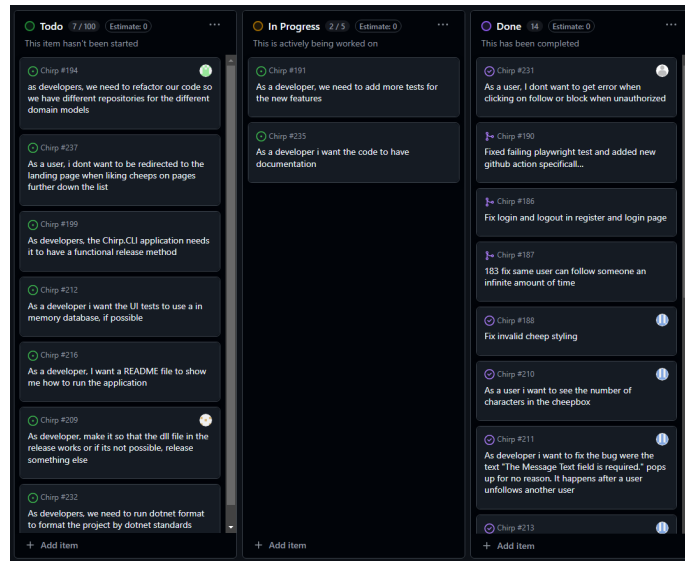 Todo 7 / 100 Estimate: 0 ...
This item hasn't been started
Chirp #194
as developers, we need to refactor our code so
we have different repositories for the different
domain models
Chirp #237
As a user, i dont want to be redirected to the
landing page when liking cheeps on pages
further down the list
Chirp #199
As developers, the Chirp.CLI application needs
it to have a functional release method
Chirp #212
As a developer i want the UI tests to use a in
memory database, if possible
Chirp #216
As a developer, I want a README file to show
me how to run the application
Chirp #209
As developer, make it so that the dll file in the
release works or if its not possible, release
something else
Chirp #232
As developers, we need to run dotnet format
to format the project by dotnet standards
+ Add item
In Progress 2 / 5 Estimate: 0 ...
This is actively being worked on
Chirp #191
As a developer, we need to add more tests for
the new features
Chirp #235
As a developer i want the code to have
documentation
+ Add item
Done 14 Estimate: 0 ...
This has been completed
Chirp #231
As a user, I dont want to get error when
clicking on follow or block when unauthorized
Chirp #190
Fixed failing playwright test and added new
github action specificall...
Chirp #186
Fix login and logout in register and login page
Chirp #187
183 fix same user can follow someone an
infinite amount of time
Chirp #188
Fix invalid cheep styling
Chirp #210
As a user i want to see the number of
characters in the cheepbox
Chirp #211
As developer i want to fix the bug were the
text "The Message Text field is required." pops
up for no reason. It happens after a user
unfollows another user
Chirp #213
+ Add item